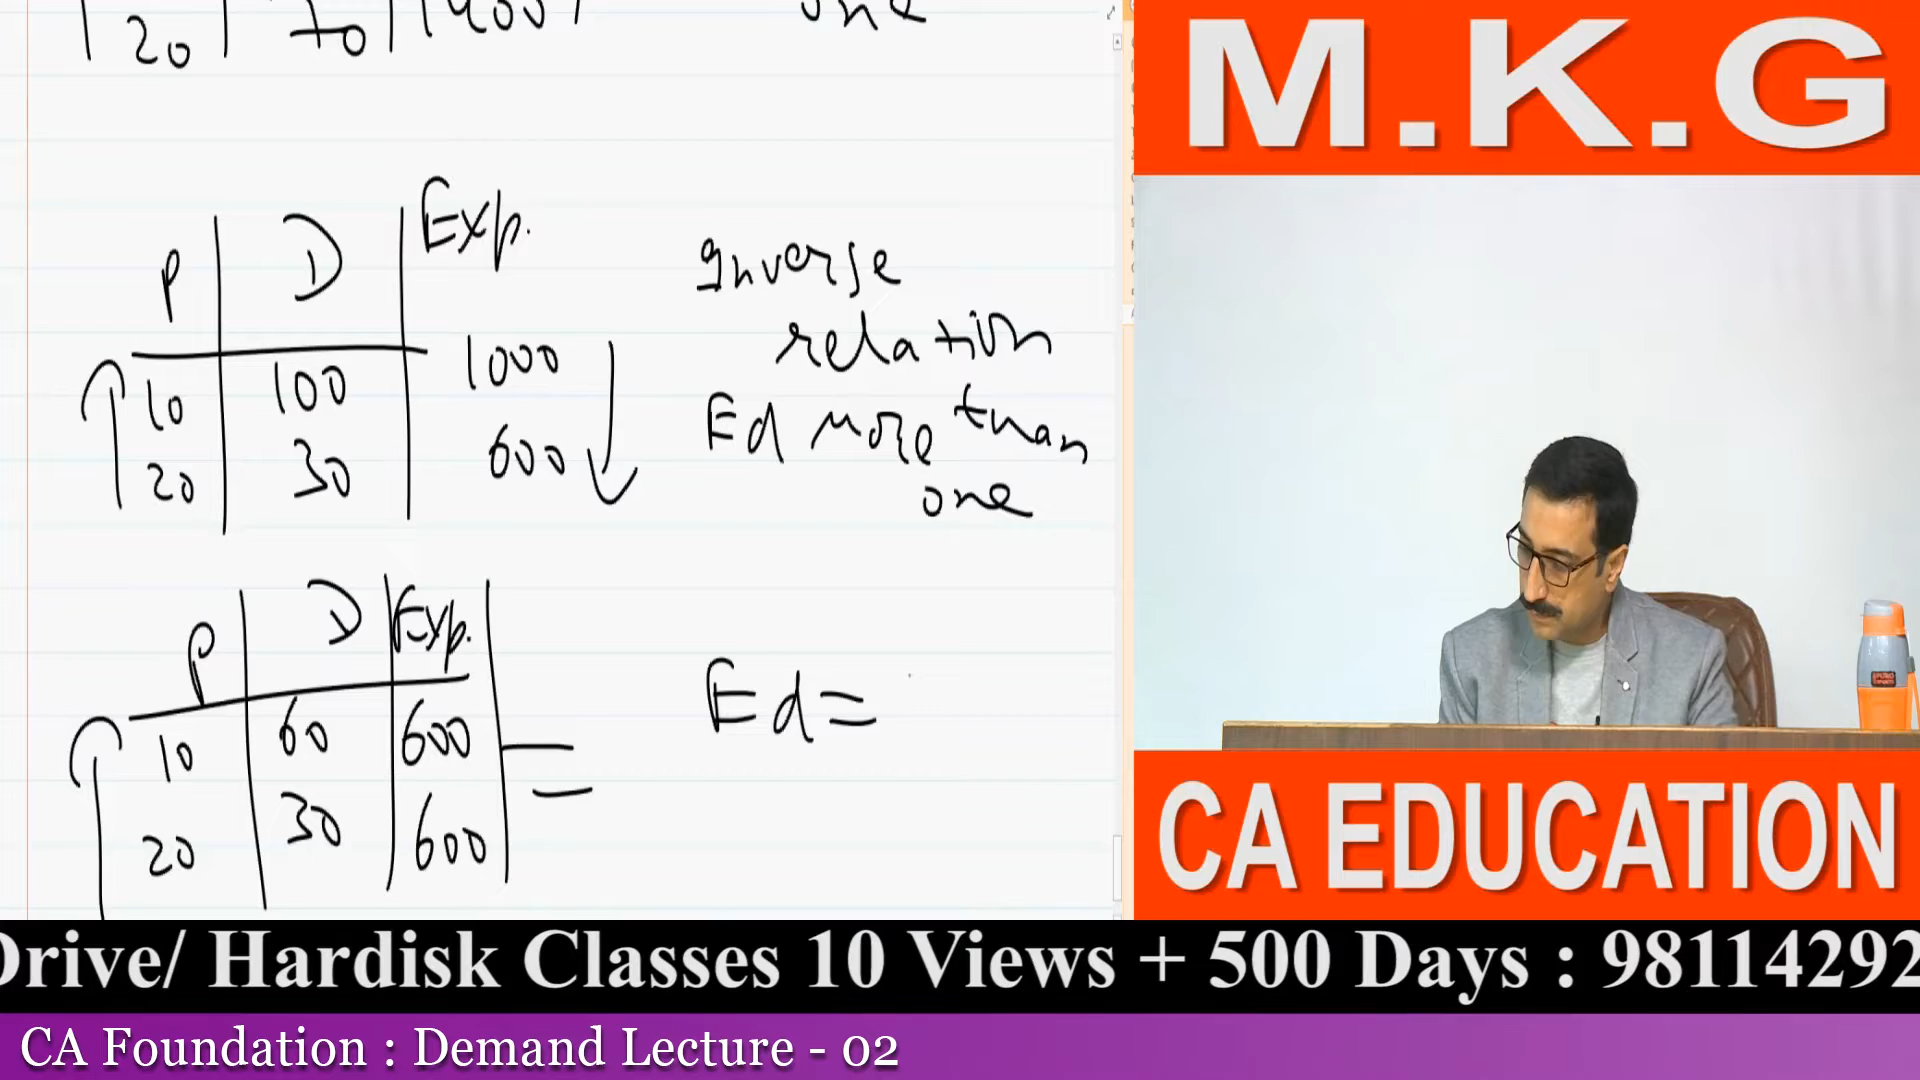 20 40 1400 one
P D Exp.
10 100 1000
20 30 600
Inverse
relation
Ed more than
one
P D Exp.
10 60 600 =
20 30 600
Ed=
M.K.G
CA EDUCATION
Drive/ Hardisk Classes 10 Views + 500 Days : 98114292
CA Foundation : Demand Lecture - 02